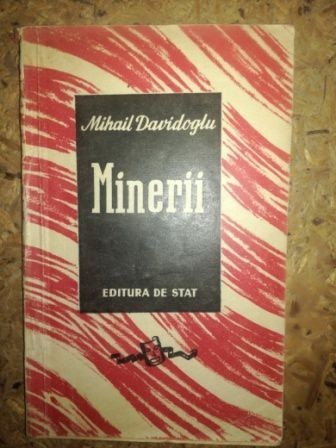 Mihail Davidoglu
Minerii
EDITURA DE STAT